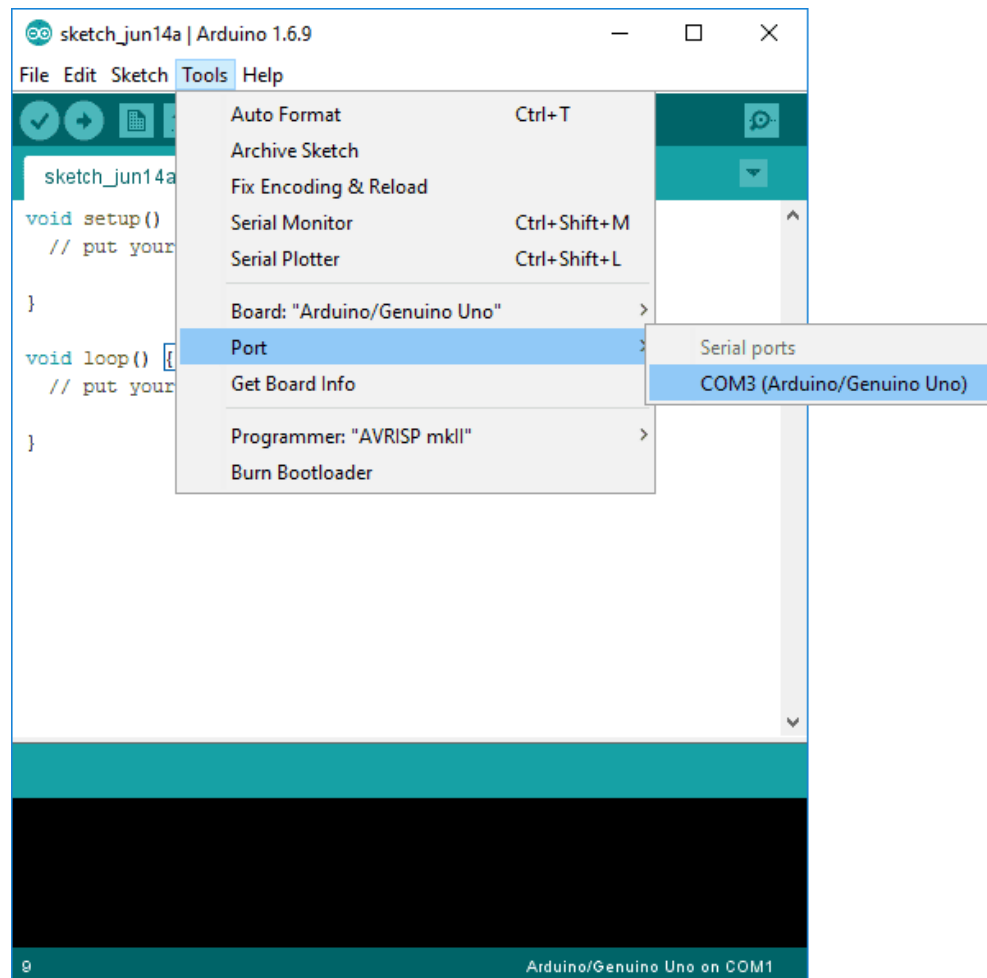 sketch_jun14a | Arduino 1.6.9
File Edit Sketch Tools Help
Auto Format Ctrl+T
Archive Sketch
sketch_jun14a
Fix Encoding & Reload
void setup()
Serial Monitor Ctrl+Shift+M
// put your
Serial Plotter Ctrl+Shift+L
}
Board: "Arduino/Genuino Uno"
Port
Serial ports
void loop() {
Get Board Info
COM3 (Arduino/Genuino Uno)
// put your
}
Programmer: "AVRISP mkII"
Burn Bootloader
9 Arduino/Genuino Uno on COM1